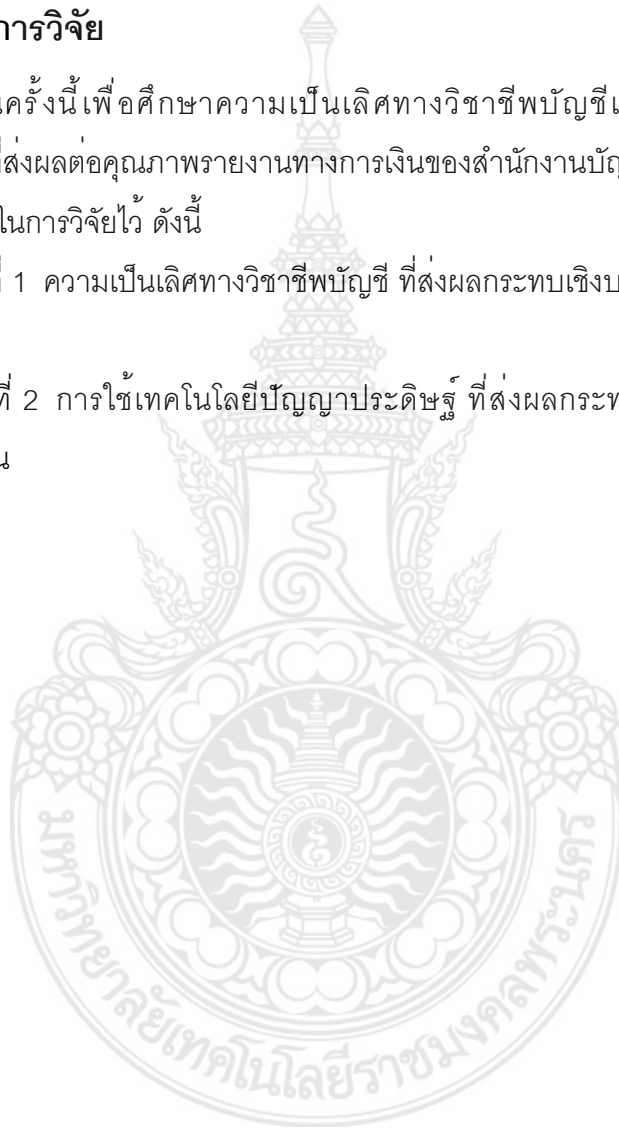 การวิจัย
นครั้งนี้เพื่อศึกษาความเป็นเลิศทางวิชาชีพบัญชีแ
ที่ส่งผลต่อคุณภาพรายงานทางการเงินของสำนักงานบัญ
ในการวิจัยไว้ ดังนี้
ที่ 1 ความเป็นเลิศทางวิชาชีพบัญชี ที่ส่งผลกระทบเชิงบ
ที่ 2 การใช้เทคโนโลยีปัญญาประดิษฐ์ ที่ส่งผลกระท
น
มหาวิทยาลัยเทคโนโลยีราชมงคลพระนคร